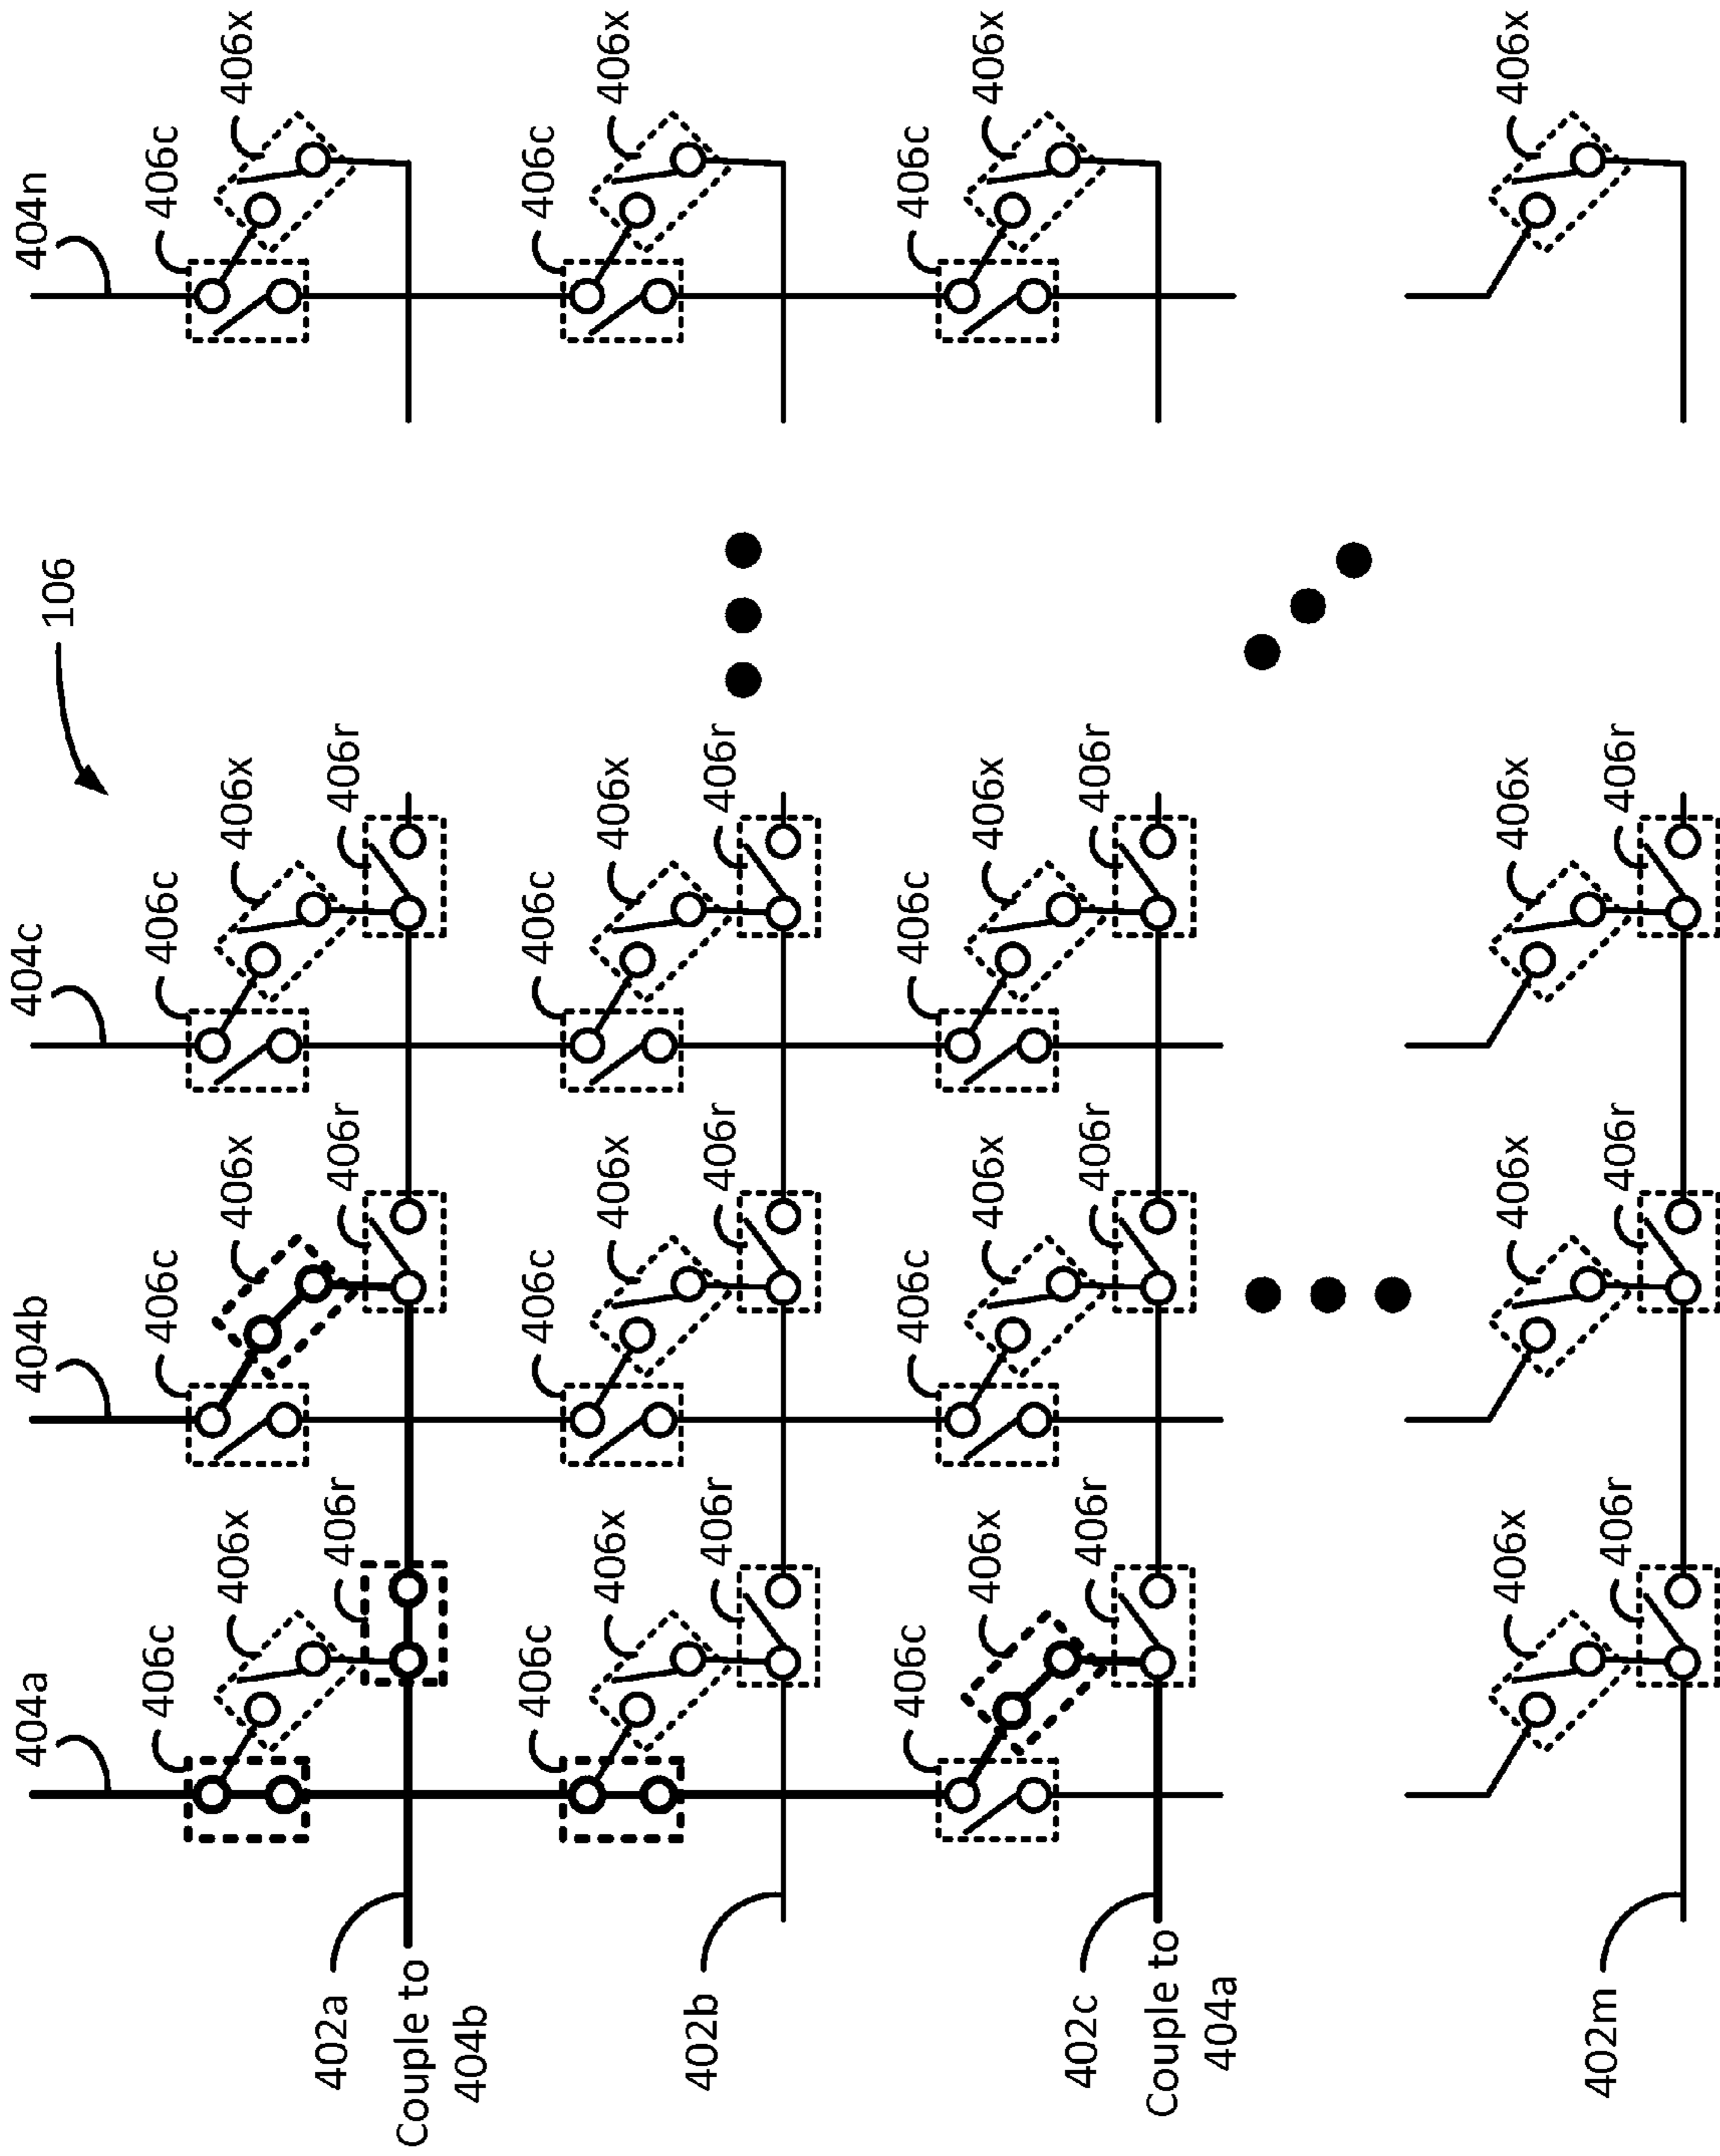 404a 404b 404c 404n
106
406c 406c 406c 406c
406x 406x 406x 406x
402a 406r 406r 406r
Couple to
404b
406c 406c 406c 406c
406x 406x 406x 406x
402b 406r 406r 406r
406c 406c 406c 406c
406x 406x 406x 406x
402c 406r 406r 406r
Couple to
404a
406x 406x 406x 406x
402m 406r 406r 406r